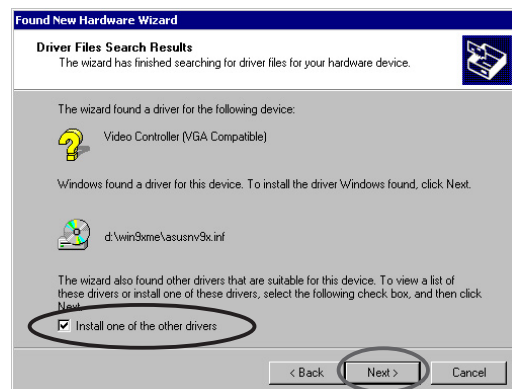 Found New Hardware Wizard
Driver Files Search Results
The wizard has finished searching for driver files for your hardware device.
The wizard found a driver for the following device:
Video Controller (VGA Compatible)
Windows found a driver for this device. To install the driver Windows found, click Next.
d:\win9xme\asusnv9x.inf
The wizard also found other drivers that are suitable for this device. To view a list of
these drivers or install one of these drivers, select the following check box, and then click
Next.
Install one of the other drivers
< Back
Next >
Cancel